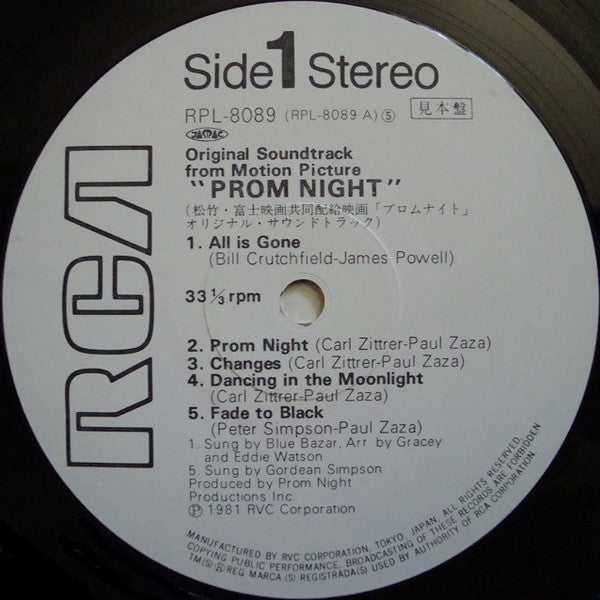 Side 1 Stereo
RPL-8089 (RPL-8089 A) ⑤ 見本盤
Original Soundtrack
from Motion Picture
"PROM NIGHT"
(松竹・富士映画共同配給映画「プロムナイト」
オリジナル・サウンドトラック)
1. All is Gone
(Bill Crutchfield-James Powell)
33 1/3 rpm
2. Prom Night (Carl Zittrer-Paul Zaza)
3. Changes (Carl Zittrer-Paul Zaza)
4. Dancing in the Moonlight
(Carl Zittrer-Paul Zaza)
5. Fade to Black
(Peter Simpson-Paul Zaza)
1. Sung by Blue Bazar, Arr by Gracey
and Eddie Watson
5. Sung by Gordean Simpson
Produced by Prom Night
Productions Inc.
Ⓟ 1981 RVC Corporation
RCA
MANUFACTURED BY RVC CORPORATION, TOKYO, JAPAN, ALL RIGHTS RESERVED.
COPYING PUBLIC PERFORMANCE, BROADCASTING OF THESE RECORDS ARE FORBIDDEN
TM(S) ® REG MARCA(S) REGISTRADA(S) USED BY AUTHORITY OF RCA CORPORATION.